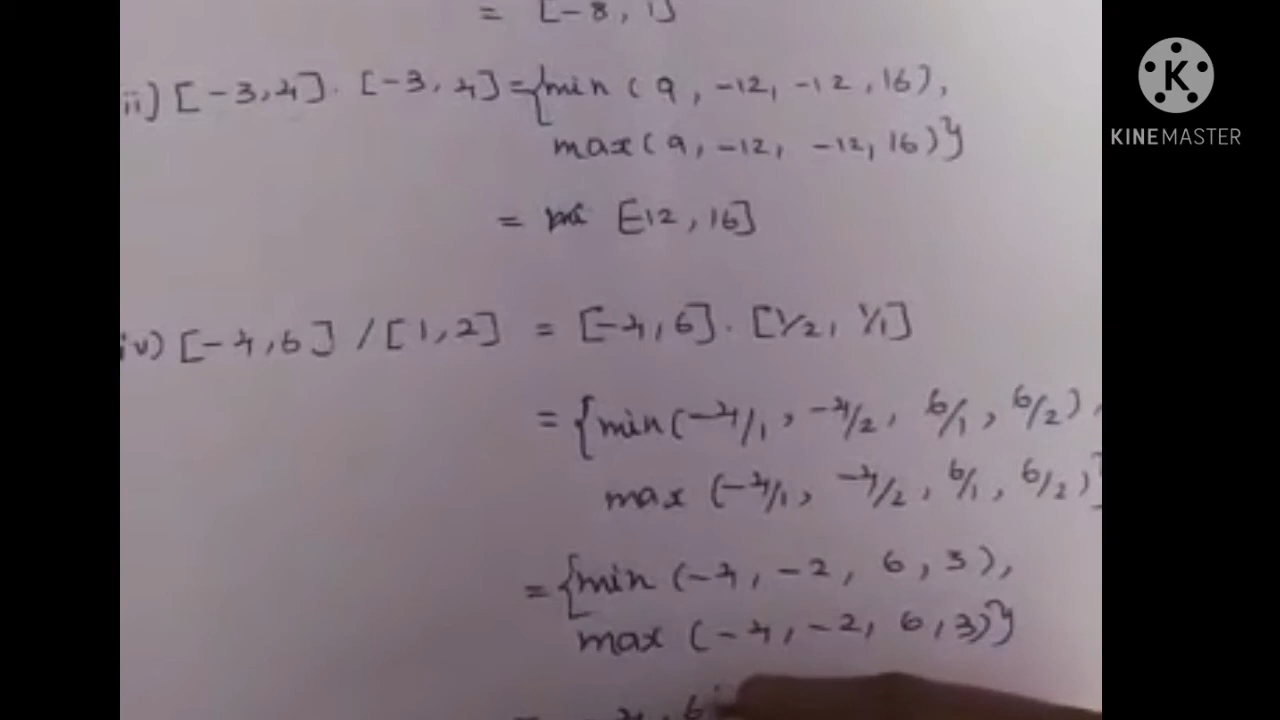 = [-8, 1]
ii) [-3,4]. [-3, 4] = {min (9, -12, -12, 16),
max(9, -12, -12, 16)}
= [-12, 16]
iv) [-4,6] / [1,2] = [-4,6]. [1/2, 1/1]
= {min(-4/1, -4/2, 6/1, 6/2),
max (-4/1, -4/2, 6/1, 6/2)}
= {min (-4, -2, 6, 3),
max (-4, -2, 6, 3)}
= -4, 6
K
KINEMASTER